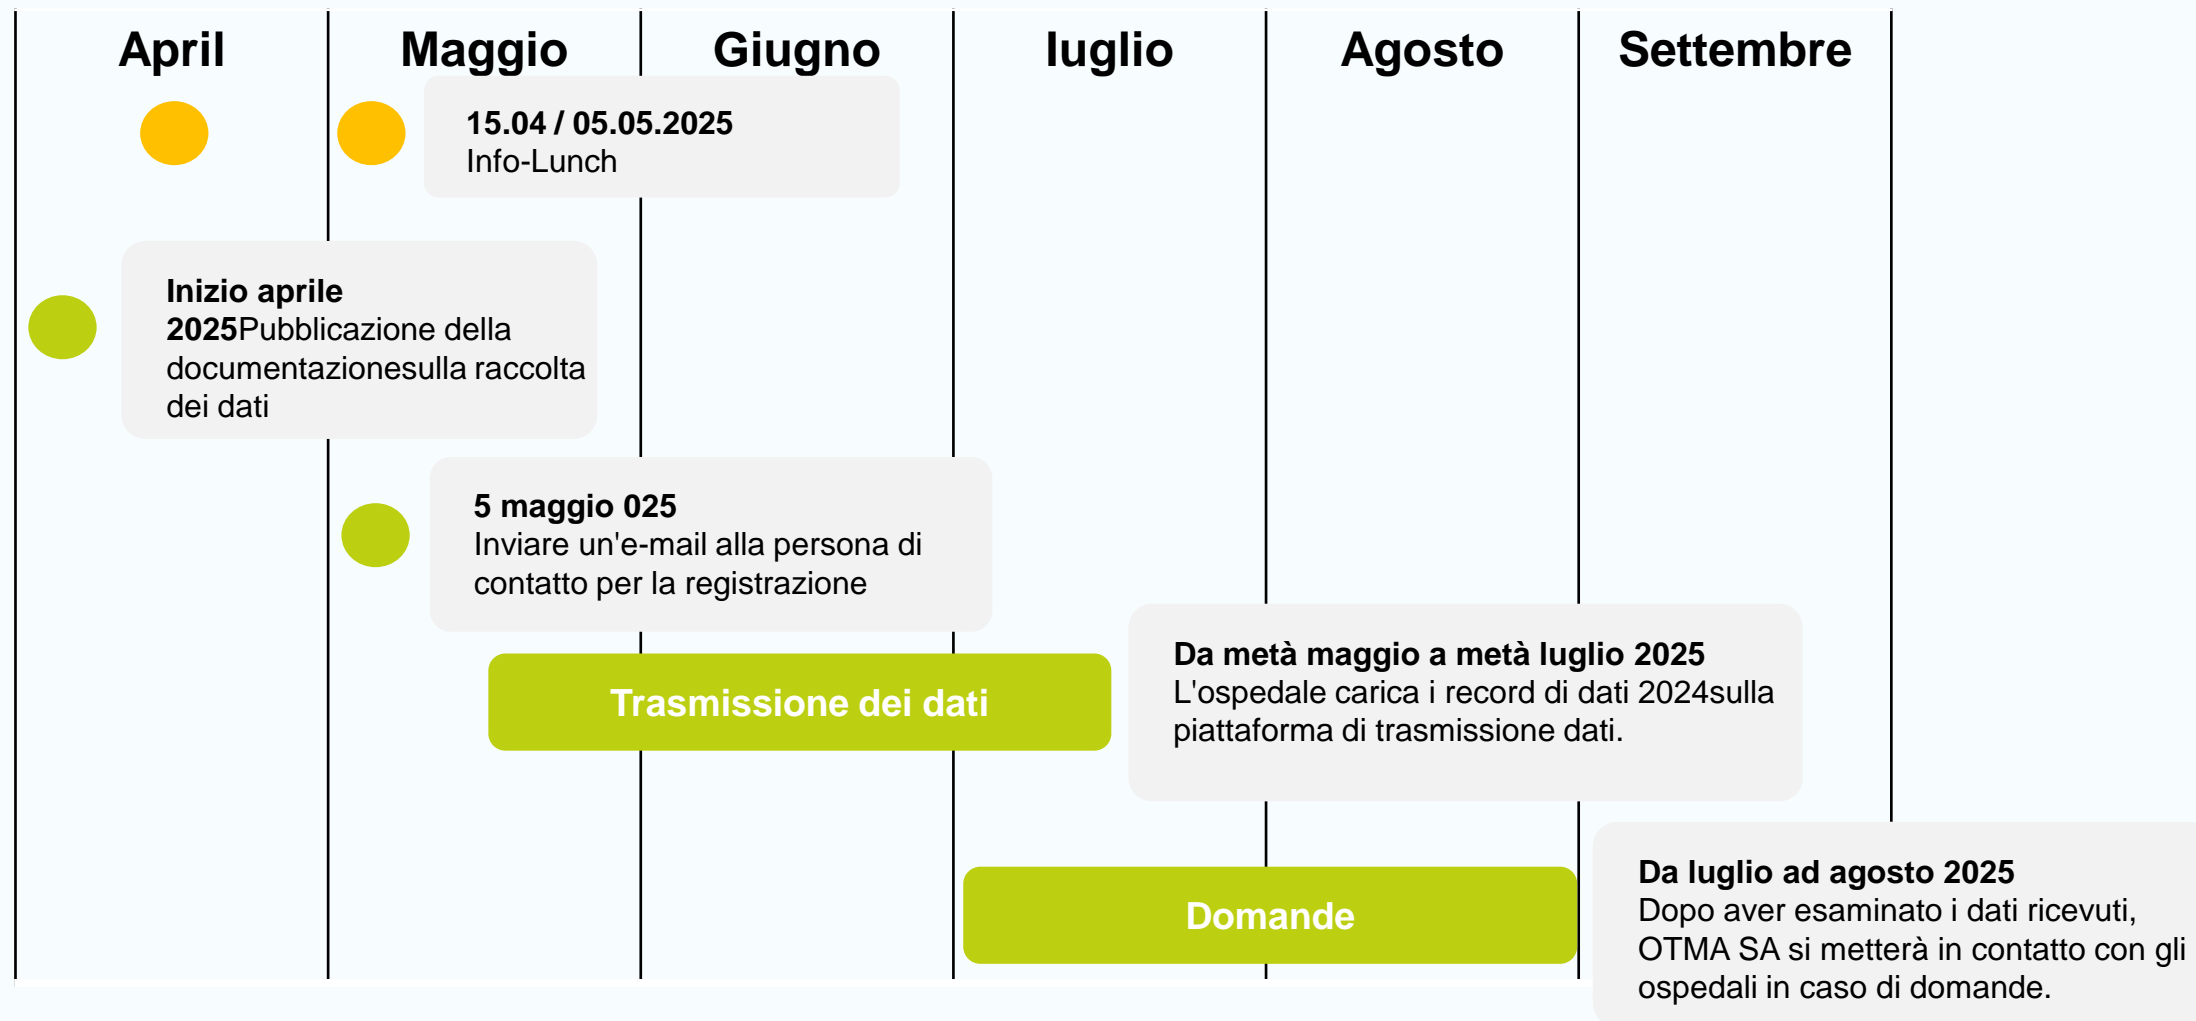 April
Maggio
Giugno
luglio
Agosto
Settembre
15.04 / 05.05.2025
Info-Lunch
Inizio aprile
2025Pubblicazione della
documentazionesulla raccolta
dei dati
5 maggio 025
Inviare un'e-mail alla persona di
contatto per la registrazione
Trasmissione dei dati
Da metà maggio a metà luglio 2025
L'ospedale carica i record di dati 2024sulla
piattaforma di trasmissione dati.
Domande
Da luglio ad agosto 2025
Dopo aver esaminato i dati ricevuti,
OTMA SA si metterà in contatto con gli
ospedali in caso di domande.